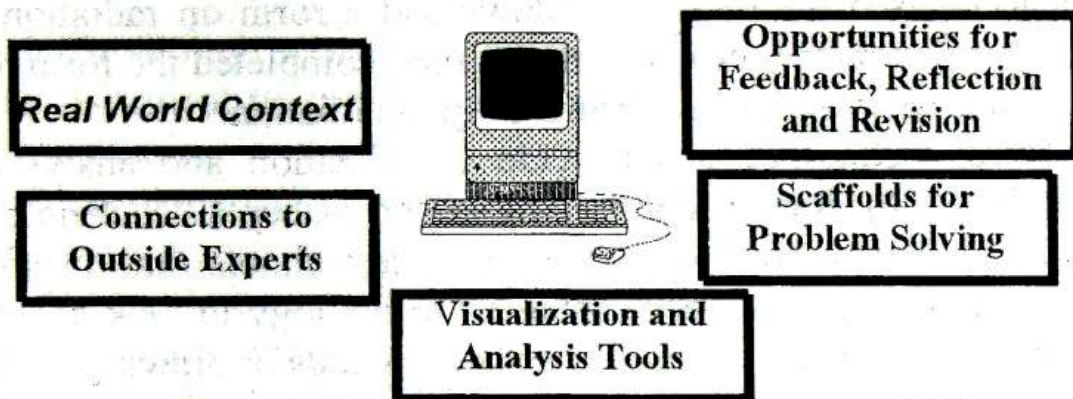 Real World Context
Connections to
Outside Experts
Visualization and
Analysis Tools
Opportunities for
Feedback, Reflection
and Revision
Scaffolds for
Problem Solving